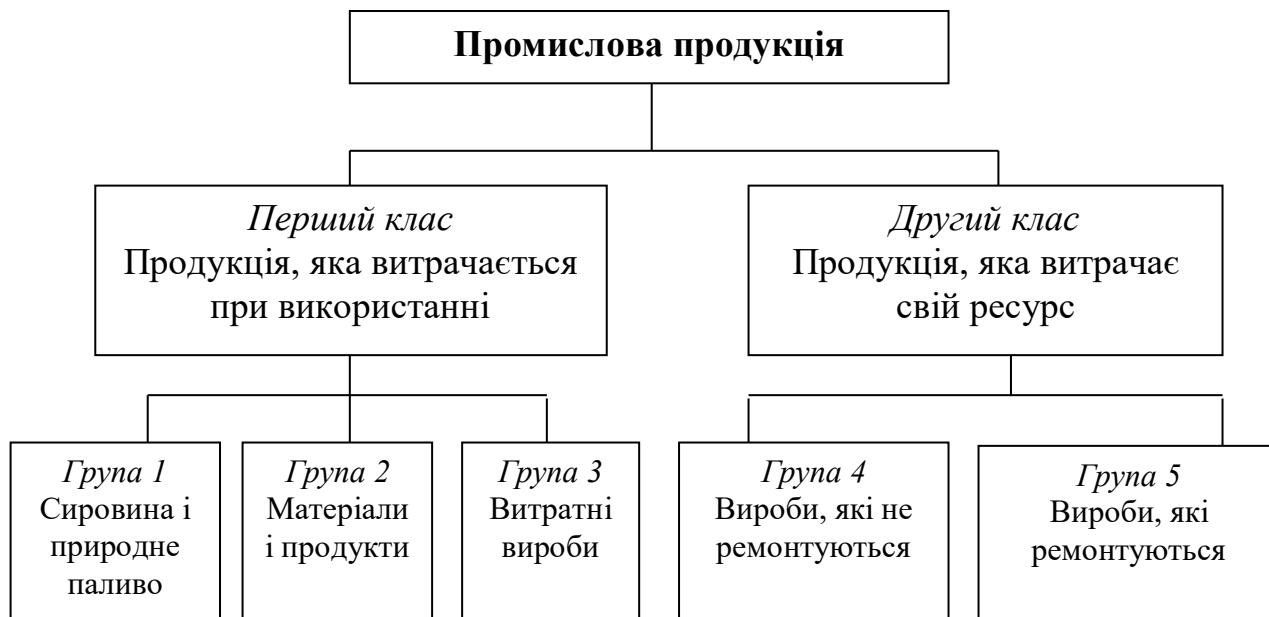 Промислова продукція
Перший клас
Продукція, яка витрачається
при використанні
Другий клас
Продукція, яка витрачає
свій ресурс
Група 1
Сировина і
природне
паливо
Група 2
Матеріали
і продукти
Група 3
Витратні
вироби
Група 4
Вироби, які не
ремонтуються
Група 5
Вироби, які
ремонтуються